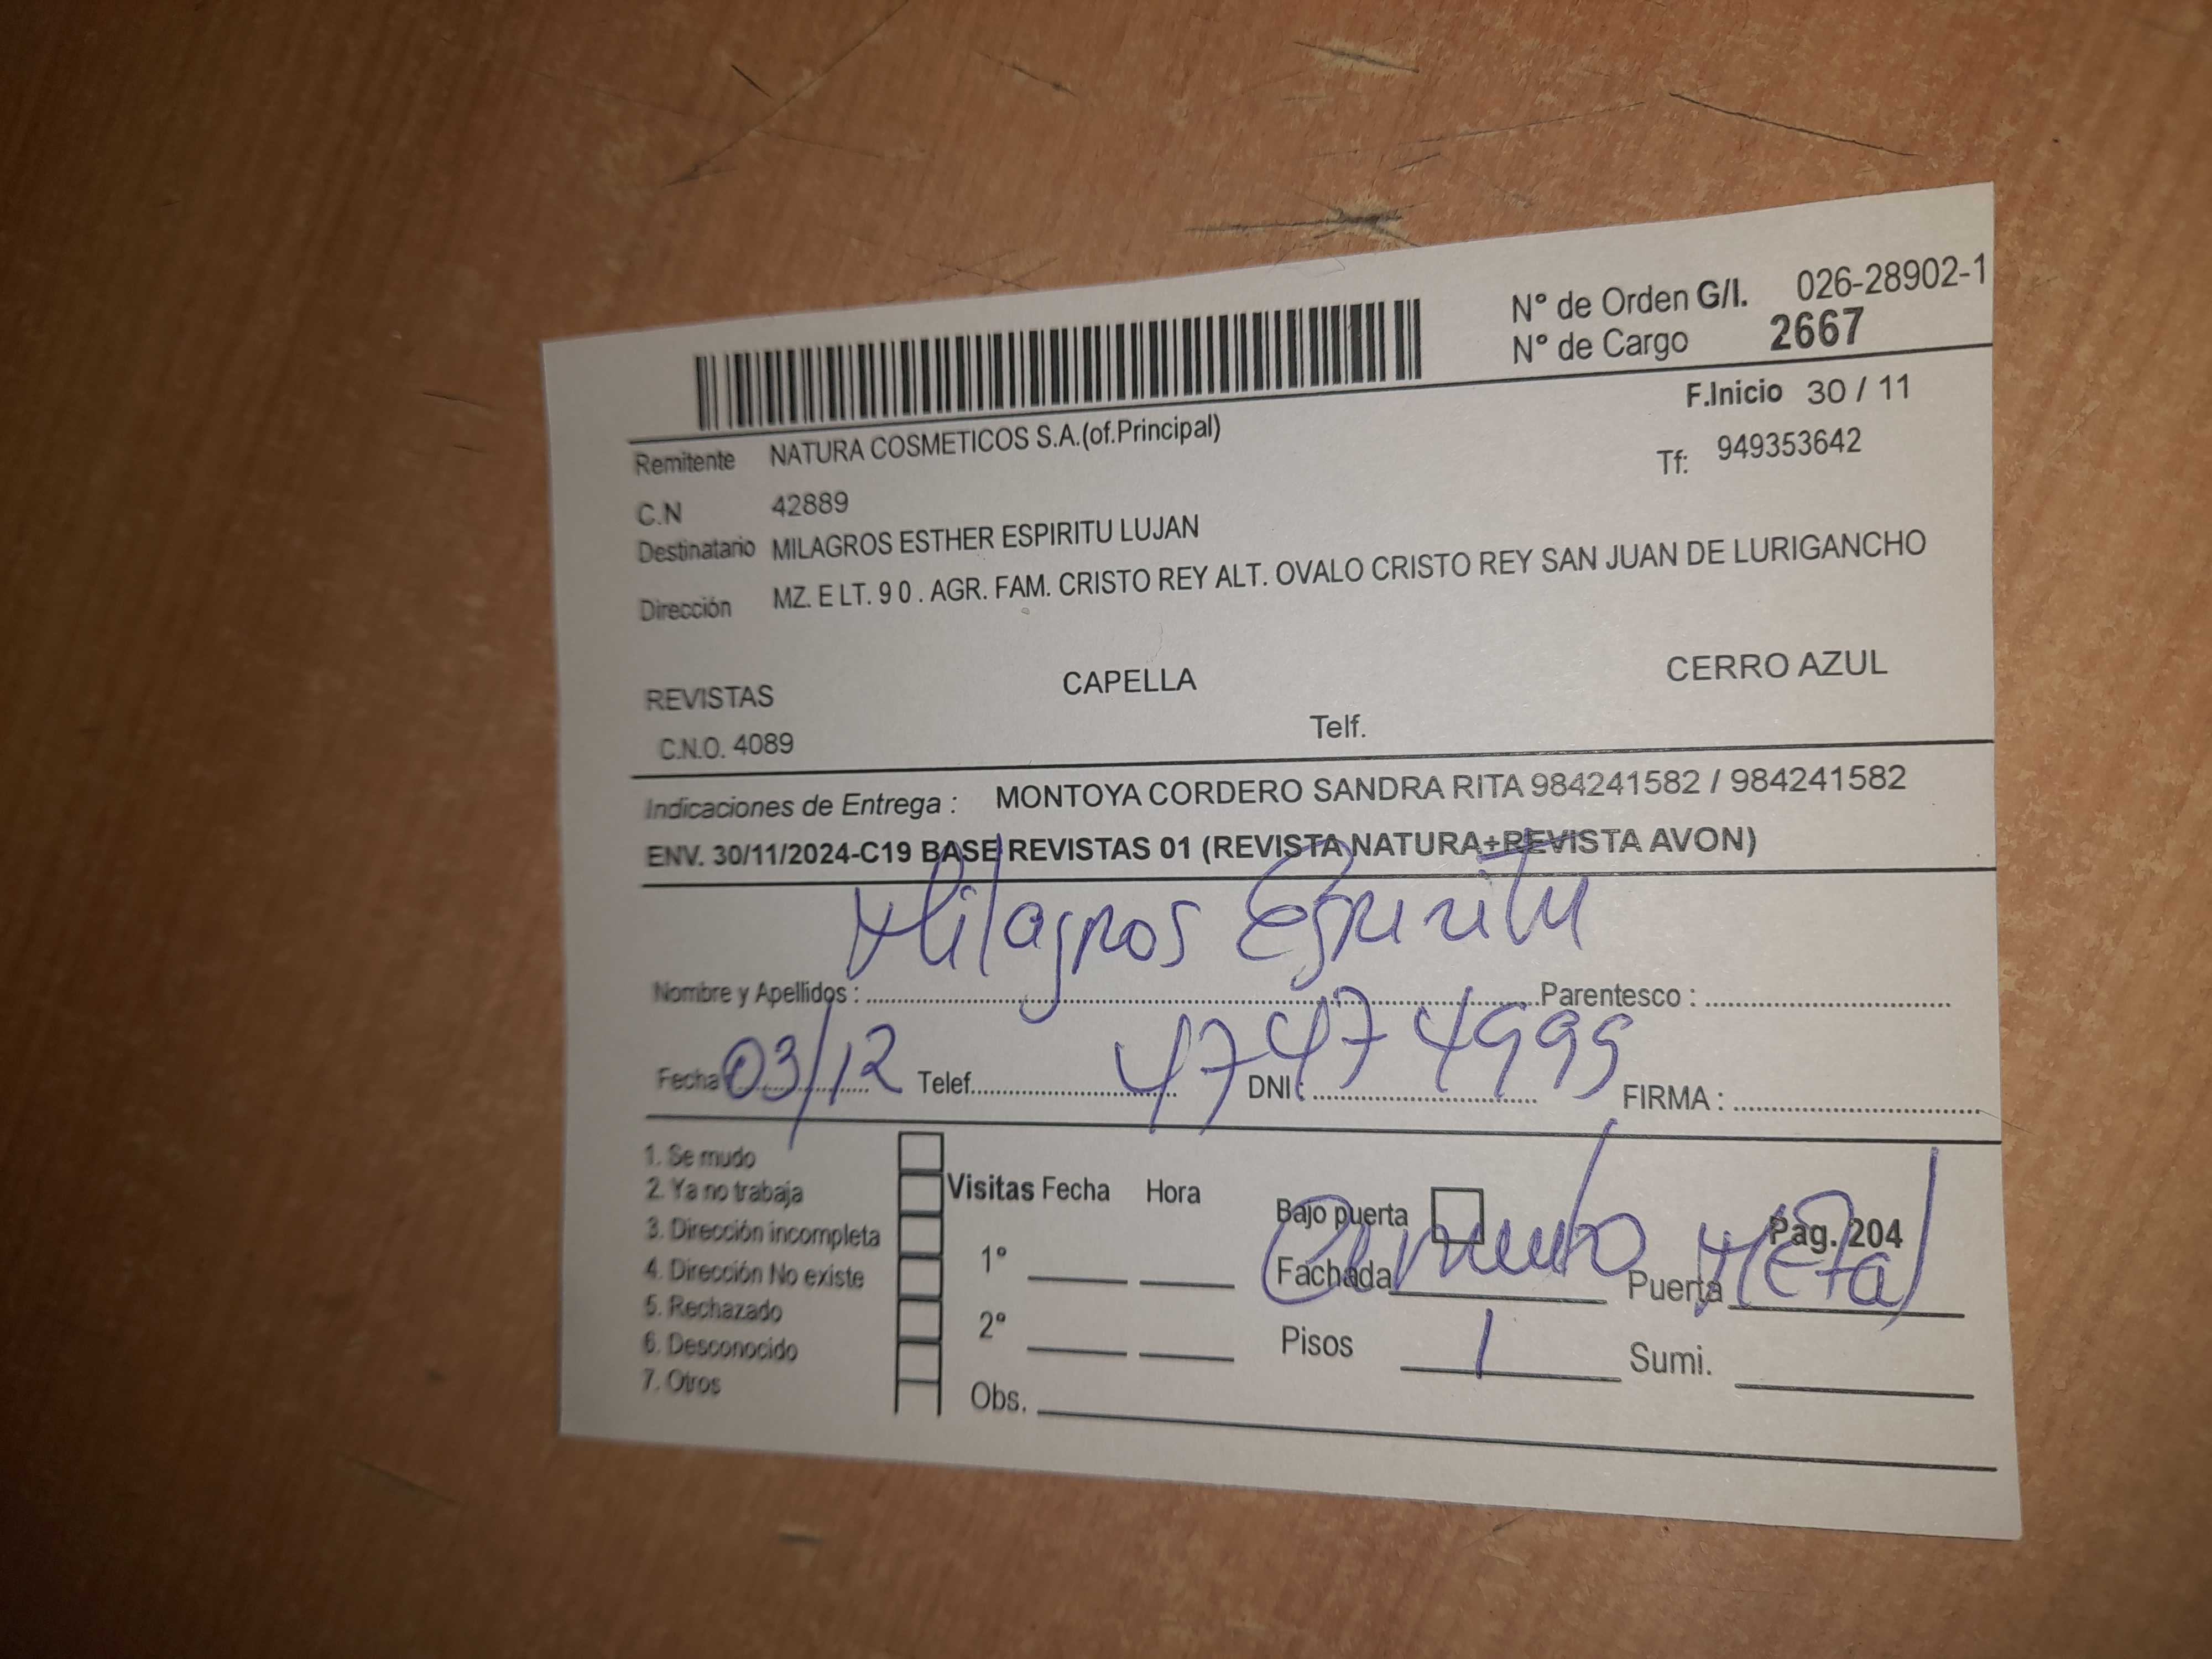 N° de Orden G/I. 026-28902-1
N° de Cargo 2667
F.Inicio 30 / 11
Remitente NATURA COSMETICOS S.A.(of.Principal)
Tf: 949353642
C.N 42889
Destinatario MILAGROS ESTHER ESPIRITU LUJAN
Dirección MZ. E LT. 9 0 . AGR. FAM. CRISTO REY ALT. OVALO CRISTO REY SAN JUAN DE LURIGANCHO
REVISTAS CAPELLA CERRO AZUL
C.N.O. 4089 Telf.
Indicaciones de Entrega : MONTOYA CORDERO SANDRA RITA 984241582 / 984241582
ENV. 30/11/2024-C19 BASE REVISTAS 01 (REVISTA NATURA+REVISTA AVON)
Milagros Espiritu
Nombre y Apellidos : Parentesco :
Fecha 03/12 Telef. DNI : 47474999 FIRMA :
1. Se mudo
2. Ya no trabaja
3. Dirección incompleta
4. Dirección No existe
5. Rechazado
6. Desconocido
7. Otros
Visitas Fecha Hora
1°
2°
Obs.
Bajo puerta Pag. 204
Fachada Cemento Puerta Metal
Pisos 1 Sumi.